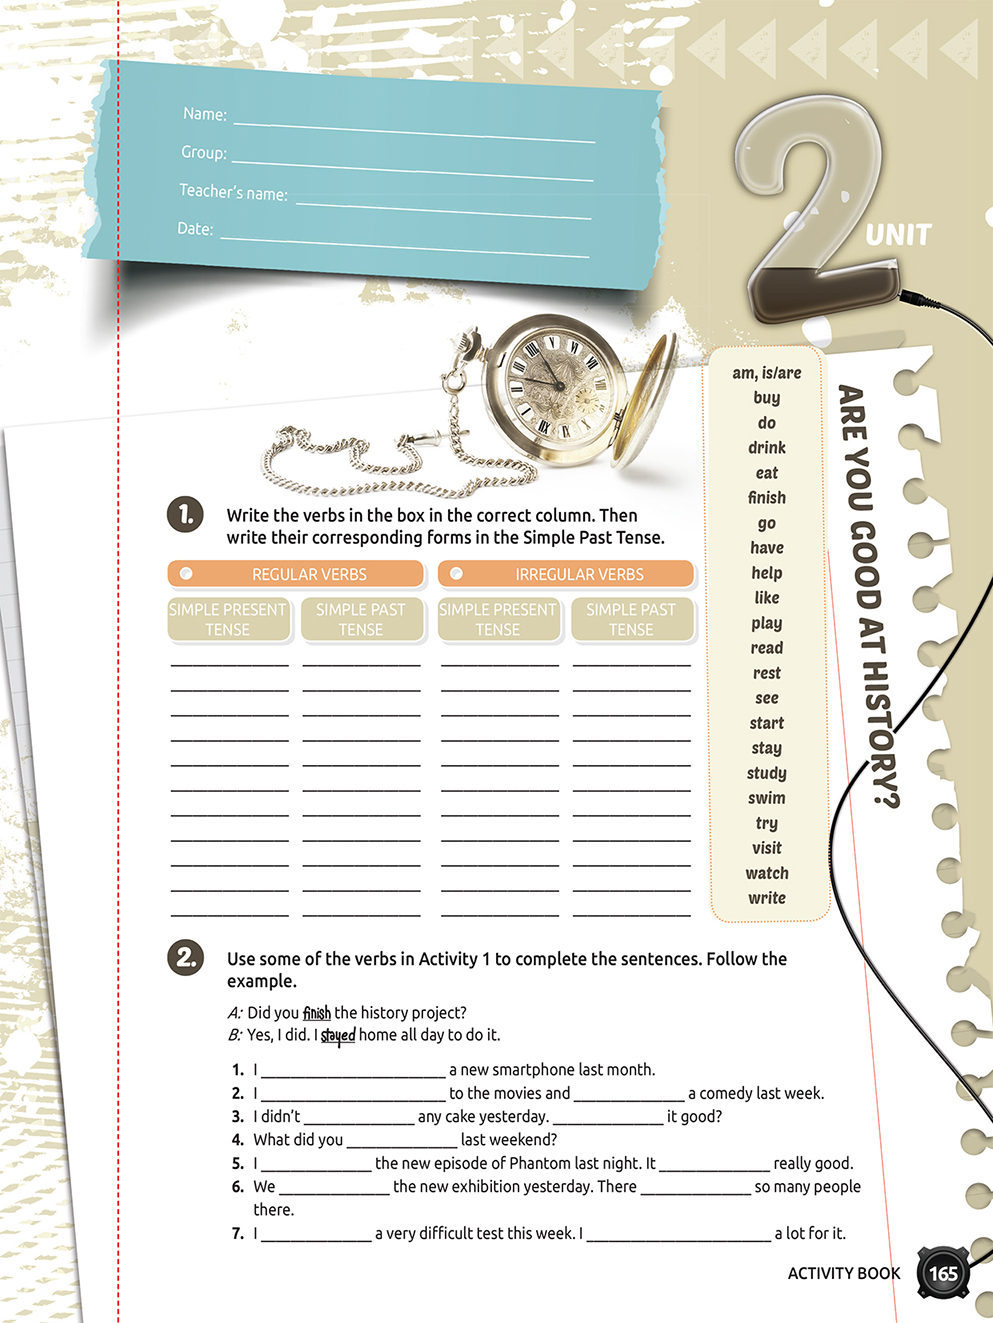 Name:
Group:
Teacher's name:
Date:
2
UNIT
ARE YOU GOOD AT HISTORY?
am, is/are
buy
do
drink
eat
finish
go
have
help
like
play
read
rest
see
start
stay
study
swim
try
visit
watch
write
1.
Write the verbs in the box in the correct column. Then
write their corresponding forms in the Simple Past Tense.
REGULAR VERBS
IRREGULAR VERBS
SIMPLE PRESENT
TENSE
SIMPLE PAST
TENSE
SIMPLE PRESENT
TENSE
SIMPLE PAST
TENSE
2.
Use some of the verbs in Activity 1 to complete the sentences. Follow the
example.
A: Did you finish the history project?
B: Yes, I did. I stayed home all day to do it.
1. I ____________________ a new smartphone last month.
2. I ____________________ to the movies and ____________ a comedy last week.
3. I didn't ____________ any cake yesterday. ____________ it good?
4. What did you ____________ last weekend?
5. I ____________ the new episode of Phantom last night. It ____________ really good.
6. We ____________ the new exhibition yesterday. There ____________ so many people
there.
7. I ____________ a very difficult test this week. I ____________________ a lot for it.
ACTIVITY BOOK 165